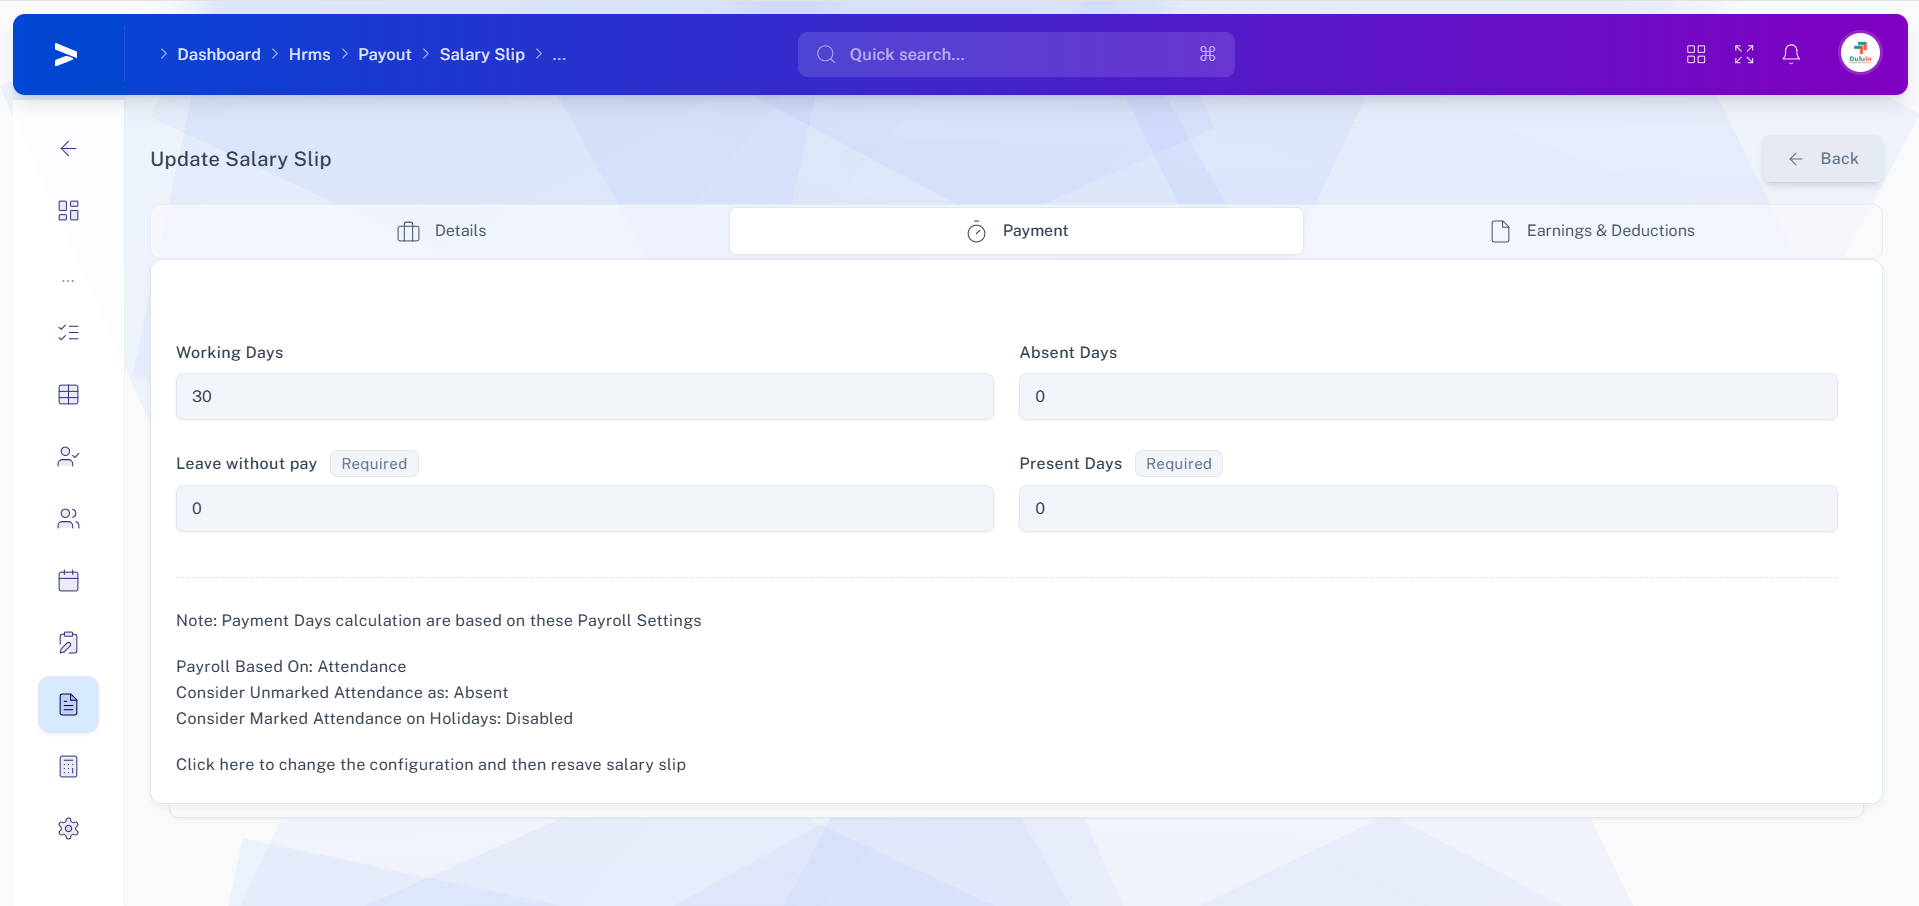 Dashboard
Hrms
Payout
Salary Slip
...
Quick search...
⌘
Duluin
Update Salary Slip
Back
Details
Payment
Earnings & Deductions
...
Working Days
Absent Days
30
0
Leave without pay Required
Present Days Required
0
0
Note: Payment Days calculation are based on these Payroll Settings
Payroll Based On: Attendance
Consider Unmarked Attendance as: Absent
Consider Marked Attendance on Holidays: Disabled
Click here to change the configuration and then resave salary slip